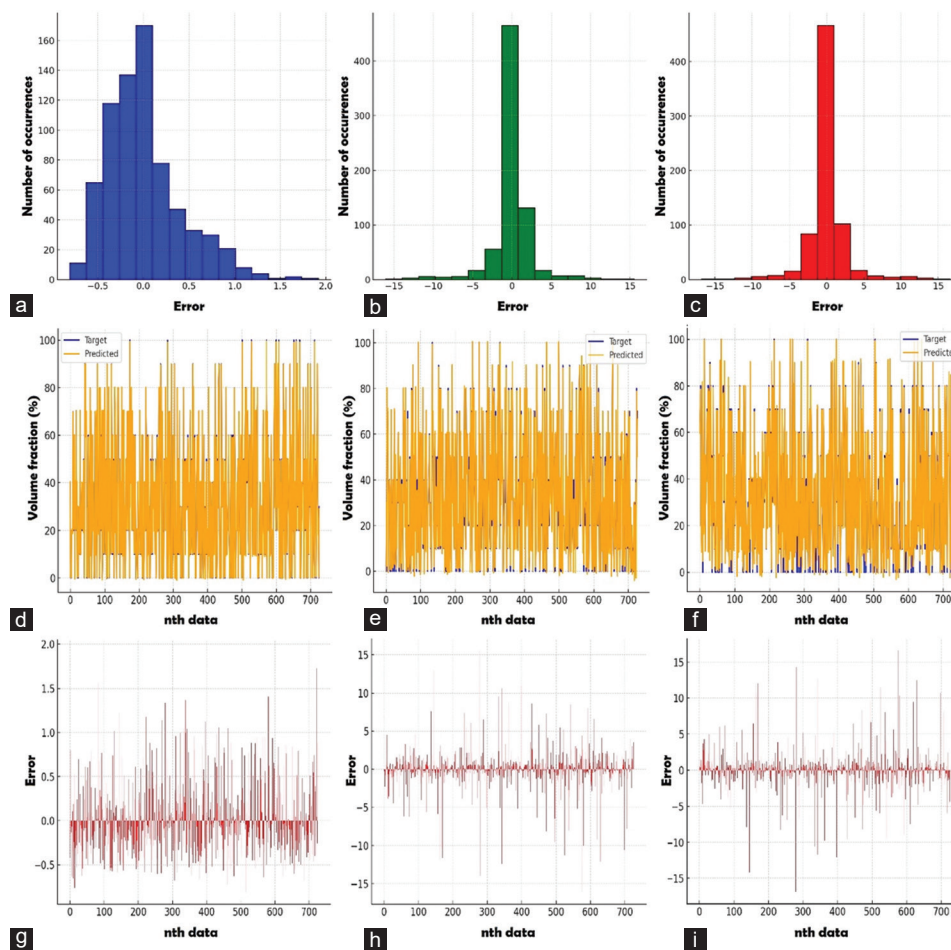 160
140
120
100
80
60
40
20
0
Number of occurrences
−0.5 0.0 0.5 1.0 1.5 2.0
Error
a
400
300
200
100
0
Number of occurrences
−15 −10 −5 0 5 10 15
Error
b
400
300
200
100
0
Number of occurrences
−15 −10 −5 0 5 10 15
Error
c
100
80
60
40
20
0
Volume fraction (%)
Target
Predicted
0 100 200 300 400 500 600 700
nth data
d
100
80
60
40
20
0
Volume fraction (%)
Target
Predicted
0 100 200 300 400 500 600 700
nth data
e
100
80
60
40
20
0
Volume fraction (%)
Target
Predicte
0 100 200 300 400 500 600 700
nth data
f
2.0
1.5
1.0
0.5
0.0
−0.5
Error
0 100 200 300 400 500 600 700
nth data
g
15
10
5
0
−5
−10
−15
Error
0 100 200 300 400 500 600 700
nth data
h
15
10
5
0
−5
−10
−15
Error
0 100 200 300 400 500 600 700
nth data
i